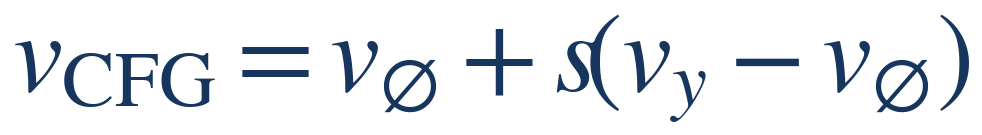 v_CFG = v_∅ + s(v_y − v_∅)